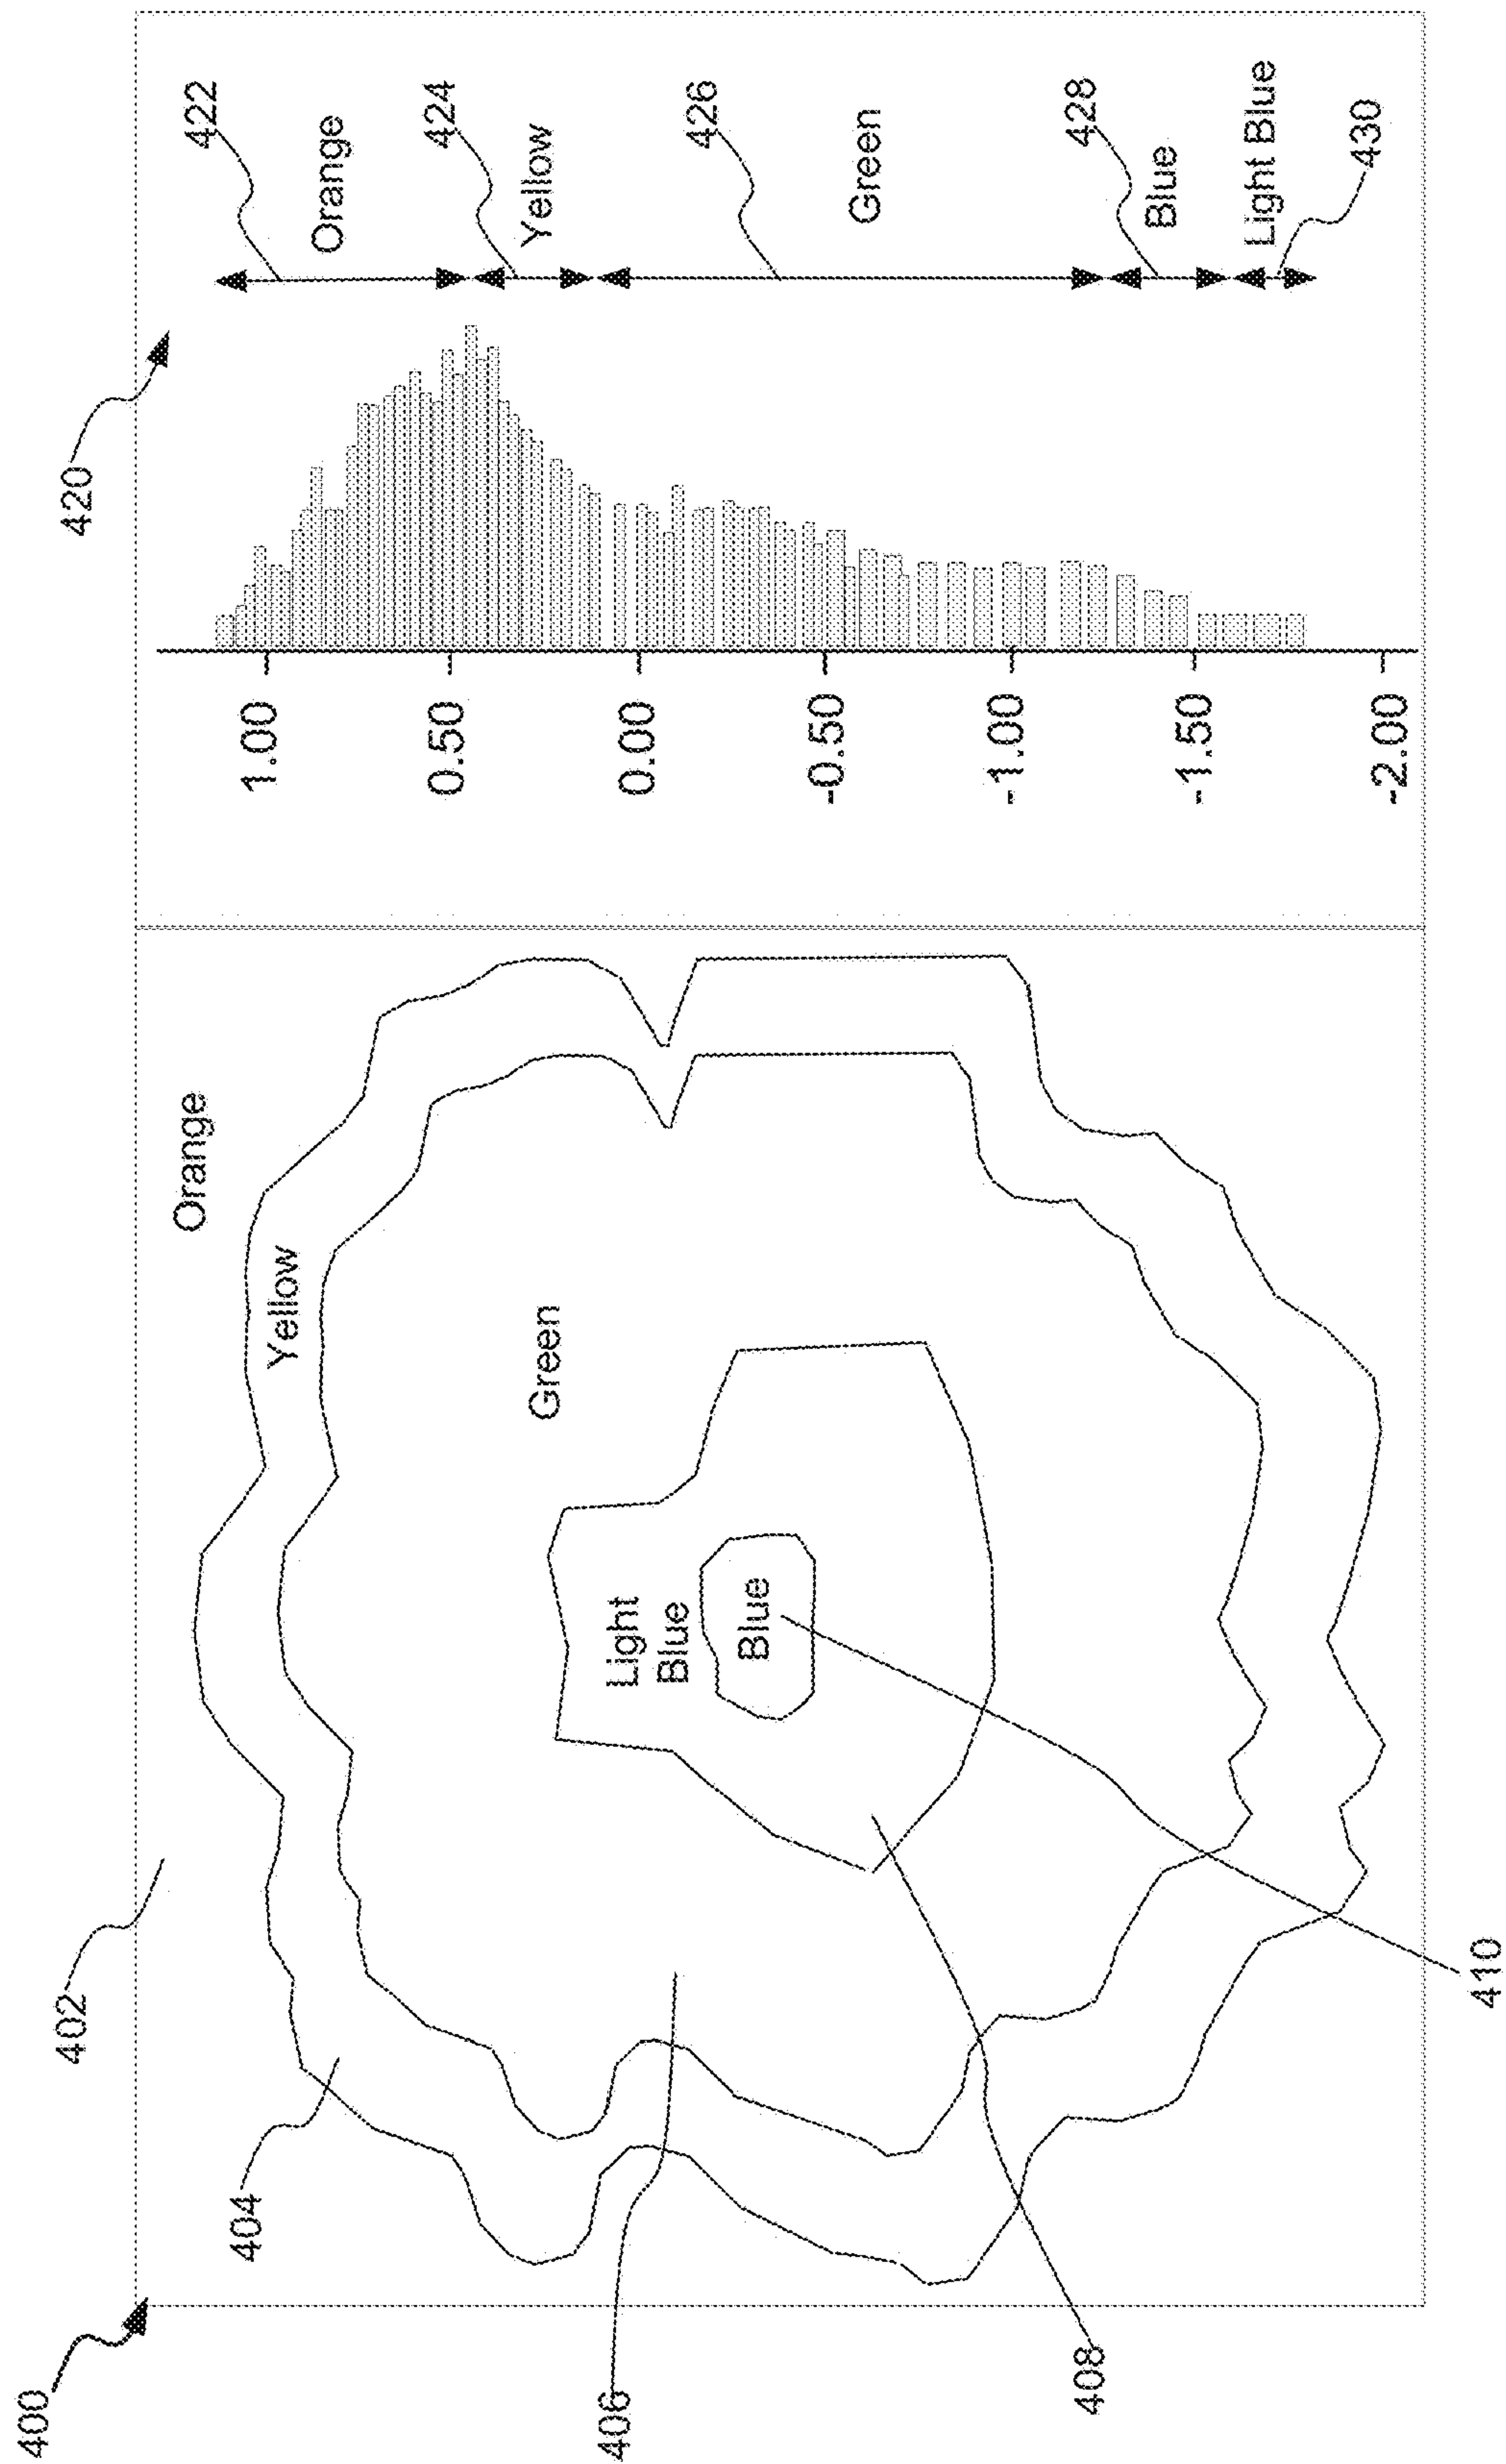 400
402
404
406
408
410
Orange
Yellow
Green
Light
Blue
Blue
420
1.00
0.50
0.00
-0.50
-1.00
-1.50
-2.00
422
Orange
424
Yellow
426
Green
428
Blue
Light Blue
430